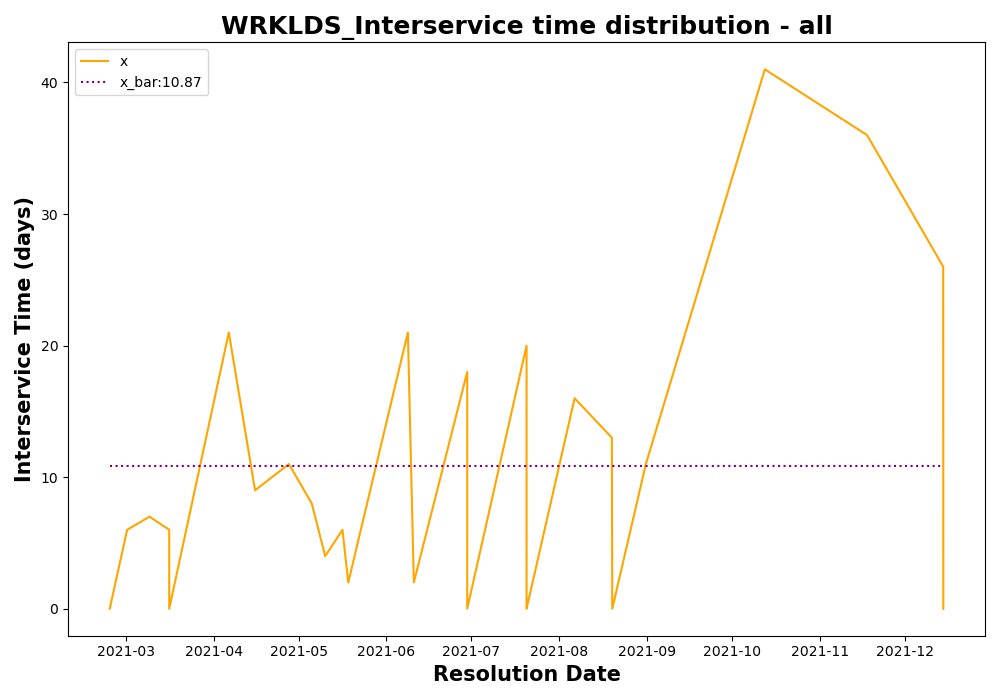 WRKLDS_Interservice time distribution - all
x
x_bar:10.87
Interservice Time (days)
40
30
20
10
0
2021-03 2021-04 2021-05 2021-06 2021-07 2021-08 2021-09 2021-10 2021-11 2021-12
Resolution Date